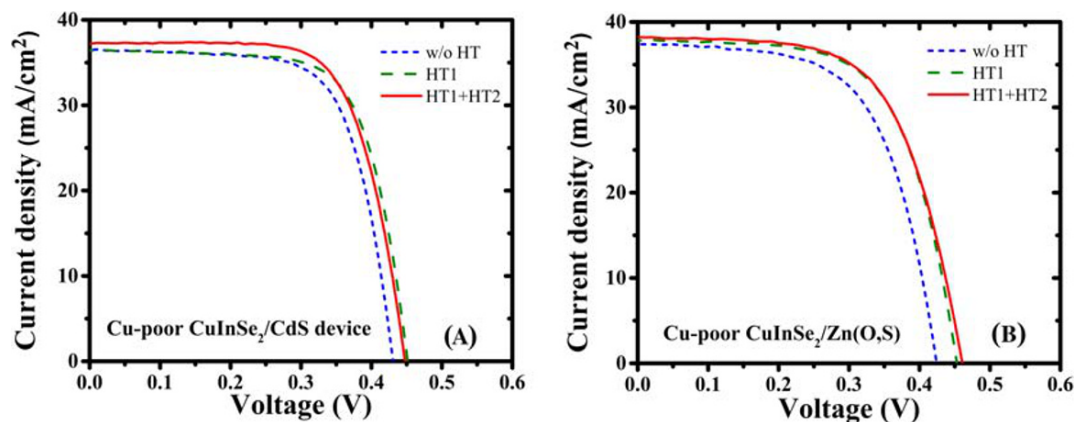 Current density (mA/cm²)
40
30
20
10
0
w/o HT
HT1
HT1+HT2
Cu-poor CuInSe₂/CdS device
(A)
0.0 0.1 0.2 0.3 0.4 0.5 0.6
Voltage (V)
Current density (mA/cm²)
40
30
20
10
0
w/o HT
HT1
HT1+HT2
Cu-poor CuInSe₂/Zn(O,S)
(B)
0.0 0.1 0.2 0.3 0.4 0.5 0.6
Voltage (V)